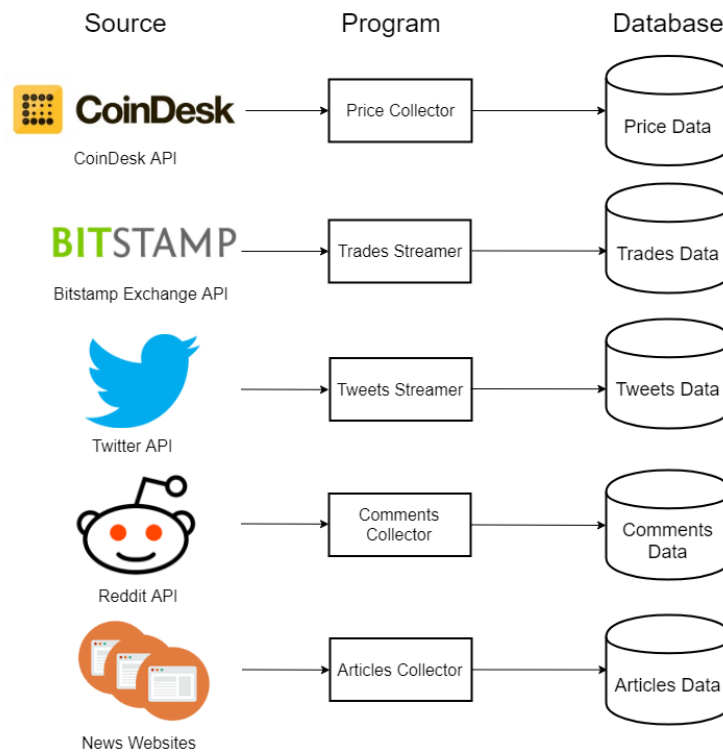 Source Program Database
CoinDesk
CoinDesk API
Price Collector
Price Data
BITSTAMP
Bitstamp Exchange API
Trades Streamer
Trades Data
Twitter API
Tweets Streamer
Tweets Data
Reddit API
Comments
Collector
Comments
Data
News Websites
Articles Collector
Articles Data